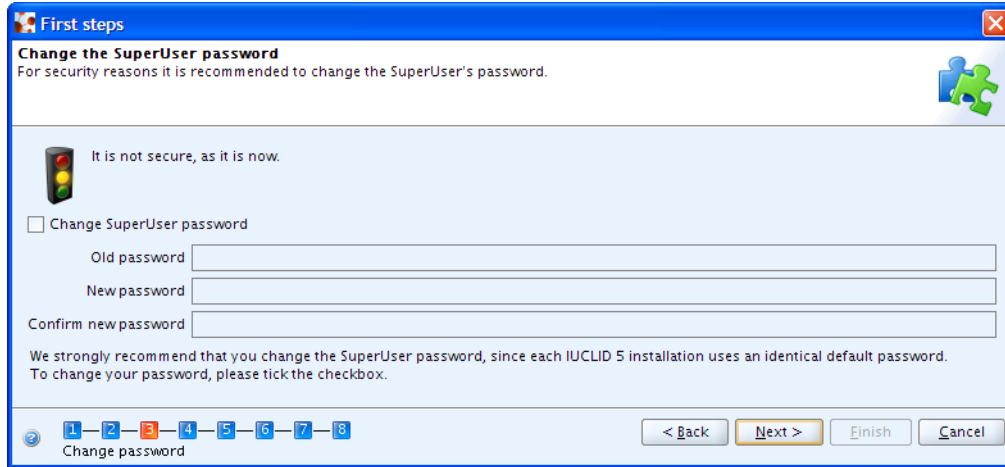 First steps
Change the SuperUser password
For security reasons it is recommended to change the SuperUser's password.
It is not secure, as it is now.
Change SuperUser password
Old password
New password
Confirm new password
We strongly recommend that you change the SuperUser password, since each IUCLID 5 installation uses an identical default password.
To change your password, please tick the checkbox.
1 2 3 4 5 6 7 8
Change password
< Back Next > Finish Cancel